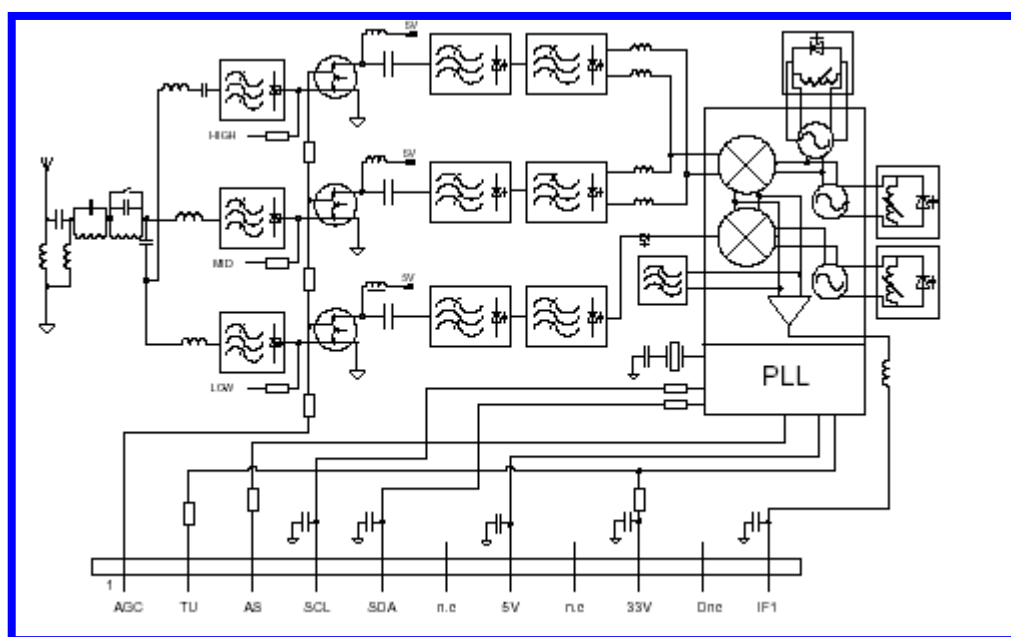 5V
HIGH
5V
MID
5V
LOW
PLL
1
AGC TU AS SCL SDA n.c 5V n.c 33V Dnc IF1